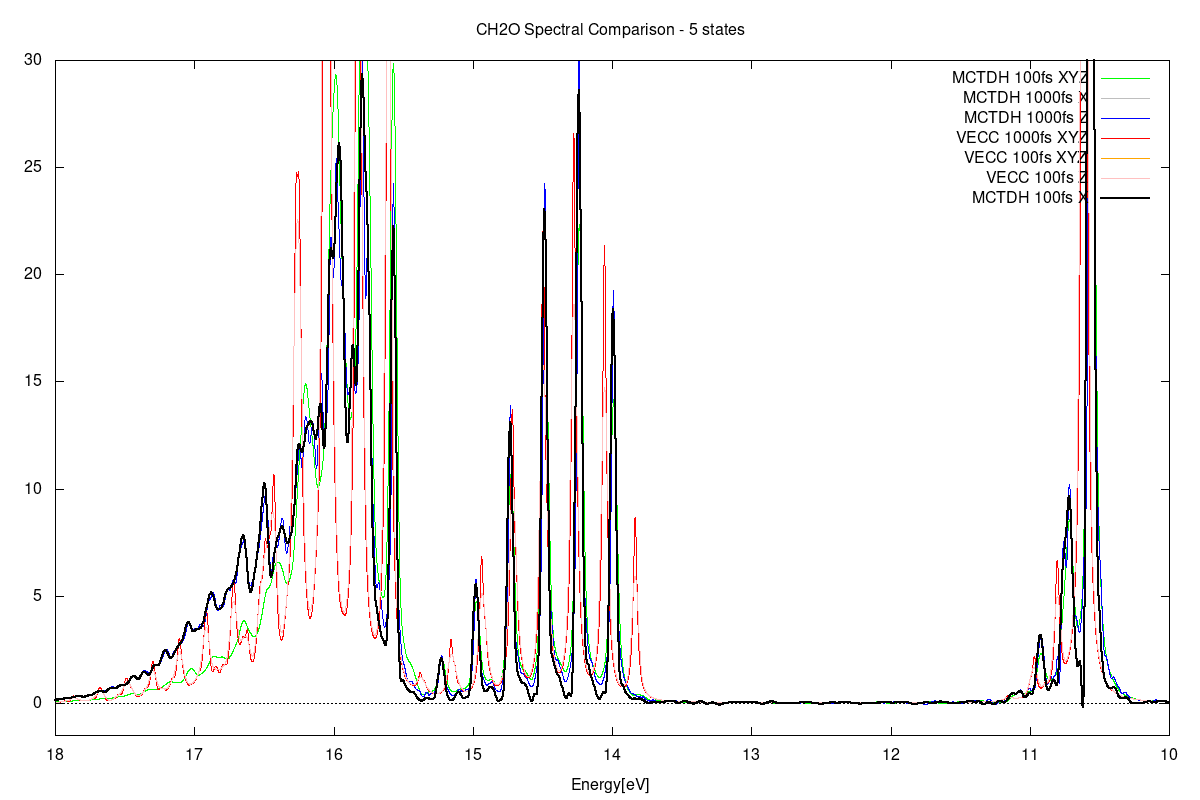 CH2O Spectral Comparison - 5 states
30
25
20
15
10
5
0
MCTDH 100fs XYZ
MCTDH 1000fs X
MCTDH 1000fs Z
VECC 1000fs XYZ
VECC 100fs XYZ
VECC 100fs Z
MCTDH 100fs X
18 17 16 15 14 13 12 11 10
Energy[eV]